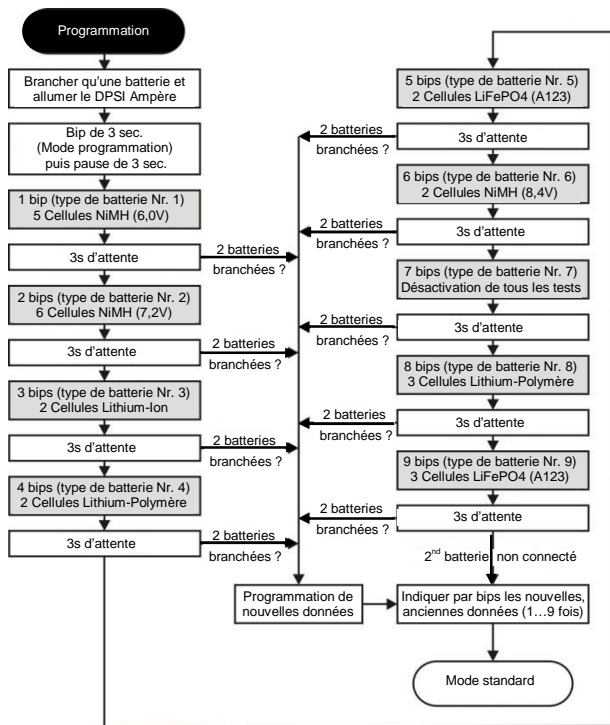 Programmation
Brancher qu'une batterie et
allumer le DPSI Ampère
Bip de 3 sec.
(Mode programmation)
puis pause de 3 sec.
1 bip (type de batterie Nr. 1)
5 Cellules NiMH (6,0V)
3s d'attente
2 batteries
branchées ?
2 bips (type de batterie Nr. 2)
6 Cellules NiMH (7,2V)
3s d'attente
2 batteries
branchées ?
3 bips (type de batterie Nr. 3)
2 Cellules Lithium-Ion
3s d'attente
2 batteries
branchées ?
4 bips (type de batterie Nr. 4)
2 Cellules Lithium-Polymère
3s d'attente
2 batteries
branchées ?
5 bips (type de batterie Nr. 5)
2 Cellules LiFePO4 (A123)
2 batteries
branchées ?
3s d'attente
6 bips (type de batterie Nr. 6)
2 Cellules NiMH (8,4V)
2 batteries
branchées ?
3s d'attente
7 bips (type de batterie Nr. 7)
Désactivation de tous les tests
2 batteries
branchées ?
3s d'attente
8 bips (type de batterie Nr. 8)
3 Cellules Lithium-Polymère
2 batteries
branchées ?
3s d'attente
9 bips (type de batterie Nr. 9)
3 Cellules LiFePO4 (A123)
2 batteries
branchées ?
3s d'attente
2nd batterie non connecté
Programmation de
nouvelles données
Indiquer par bips les nouvelles,
anciennes données (1…9 fois)
Mode standard